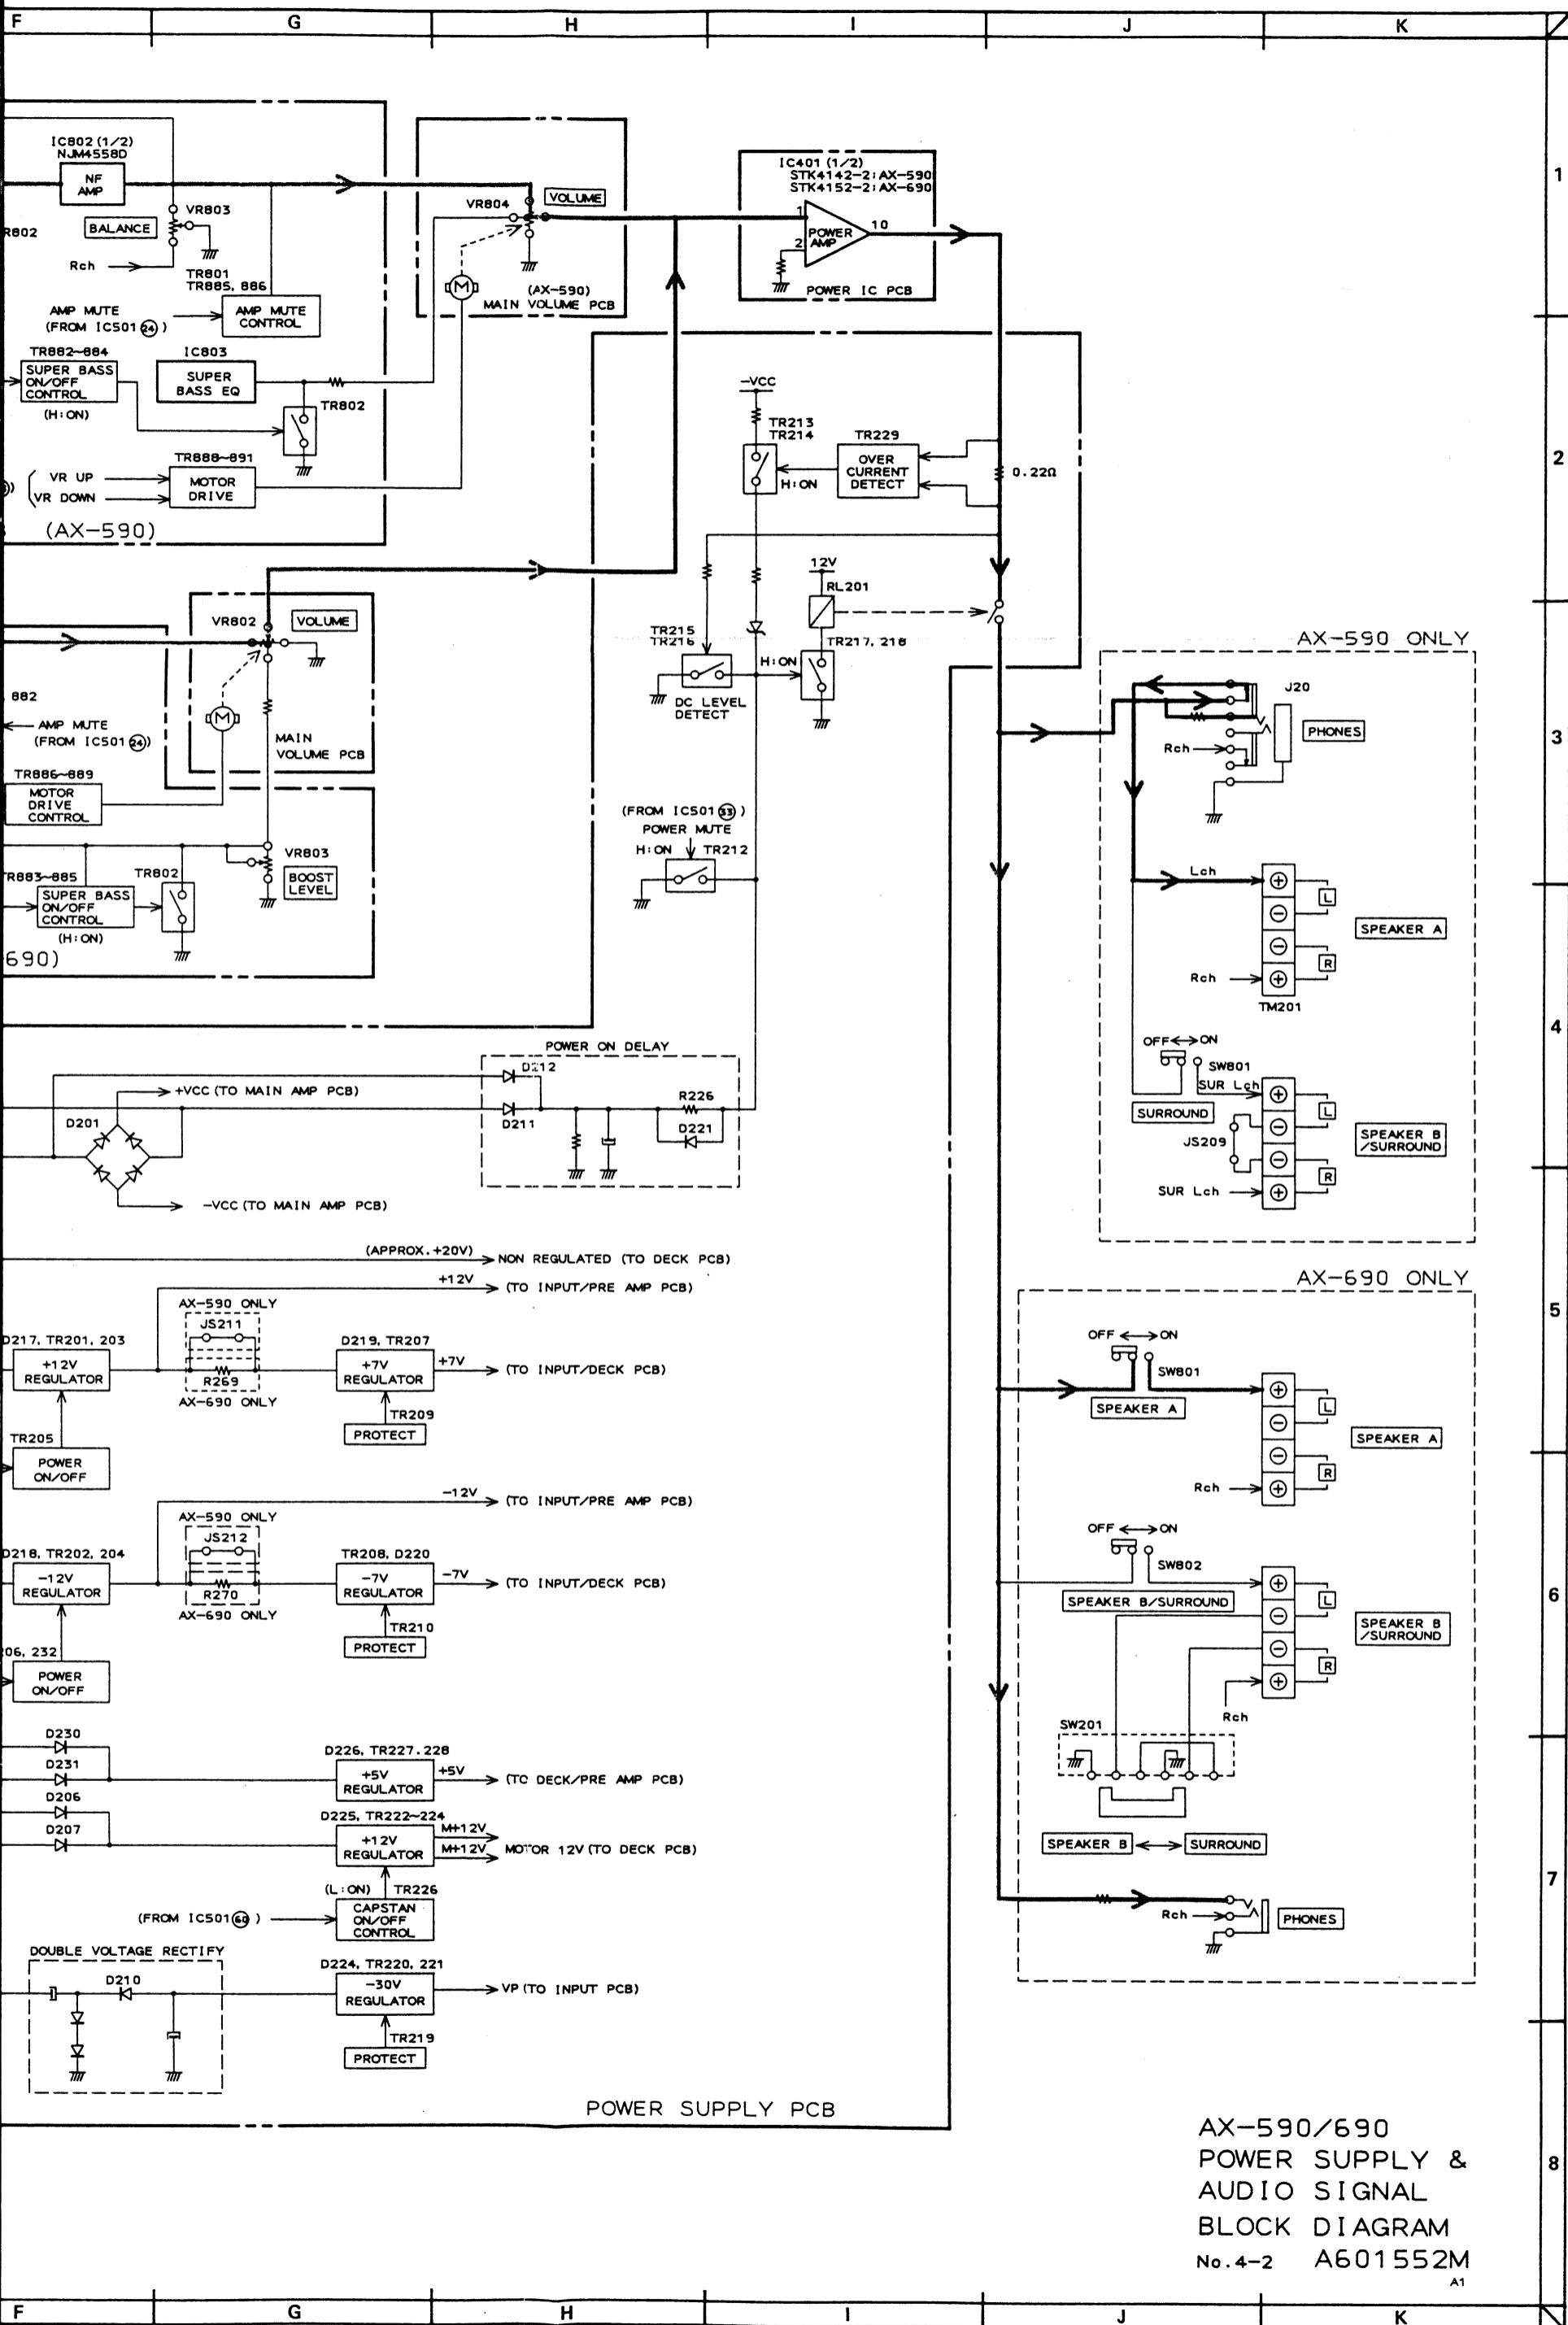 F G H I J K
IC802 (1/2)
NJM4558D
NF
AMP
VR803
BALANCE
R802
Rch
TR801
TR885, 886
AMP MUTE
(FROM IC501 24 )
AMP MUTE
CONTROL
VR804
VOLUME
M
(AX-590)
MAIN VOLUME PCB
IC401 (1/2)
STK4142-2:AX-590
STK4152-2:AX-690
1
2
POWER
AMP
10
POWER IC PCB
1
TR882~884
SUPER BASS
ON/OFF
CONTROL
(H:ON)
IC803
SUPER
BASS EQ
TR802
TR888~891
VR UP
VR DOWN
MOTOR
DRIVE
(AX-590)
-VCC
TR213
TR214
H:ON
TR229
OVER
CURRENT
DETECT
0.22Ω
2
12V
RL201
TR215
TR216
H:ON
TR217, 218
DC LEVEL
DETECT
VR802
VOLUME
M
MAIN
VOLUME PCB
882
AMP MUTE
(FROM IC501 24 )
TR886~889
MOTOR
DRIVE
CONTROL
(FROM IC501 33 )
POWER MUTE
H:ON
TR212
VR803
BOOST
LEVEL
R883~885
SUPER BASS
ON/OFF
CONTROL
(H:ON)
TR802
690)
AX-590 ONLY
J20
PHONES
Rch
3
Lch
L
SPEAKER A
R
Rch
TM201
4
OFF↔ON
SW801
SUR Lch
SURROUND
L
JS209
SPEAKER B
/SURROUND
R
SUR Lch
POWER ON DELAY
D212
D211
R226
D221
+VCC (TO MAIN AMP PCB)
D201
-VCC (TO MAIN AMP PCB)
(APPROX.+20V)
NON REGULATED (TO DECK PCB)
+12V
(TO INPUT/PRE AMP PCB)
AX-590 ONLY
JS211
D217, TR201, 203
+12V
REGULATOR
R269
AX-690 ONLY
D219, TR207
+7V
REGULATOR
+7V
(TO INPUT/DECK PCB)
TR209
PROTECT
TR205
POWER
ON/OFF
-12V
(TO INPUT/PRE AMP PCB)
AX-590 ONLY
JS212
D218, TR202, 204
-12V
REGULATOR
R270
AX-690 ONLY
TR208, D220
-7V
REGULATOR
-7V
(TO INPUT/DECK PCB)
TR210
PROTECT
06, 232
POWER
ON/OFF
AX-690 ONLY
5
OFF ↔ ON
SW801
SPEAKER A
L
SPEAKER A
R
Rch
OFF ↔ ON
SW802
SPEAKER B/SURROUND
L
SPEAKER B
/SURROUND
R
Rch
6
SW201
SPEAKER B ↔ SURROUND
D230
D231
D206
D207
D226, TR227. 228
+5V
REGULATOR
+5V
(TO DECK/PRE AMP PCB)
D225, TR222~224
+12V
REGULATOR
M+12V
M+12V
MOTOR 12V (TO DECK PCB)
(L:ON)
TR226
(FROM IC501 60 )
CAPSTAN
ON/OFF
CONTROL
7
Rch
PHONES
DOUBLE VOLTAGE RECTIFY
D210
D224, TR220, 221
-30V
REGULATOR
VP (TO INPUT PCB)
TR219
PROTECT
POWER SUPPLY PCB
AX-590/690
POWER SUPPLY &
AUDIO SIGNAL
BLOCK DIAGRAM
No.4-2 A601552M
A1
8
F G H I J K